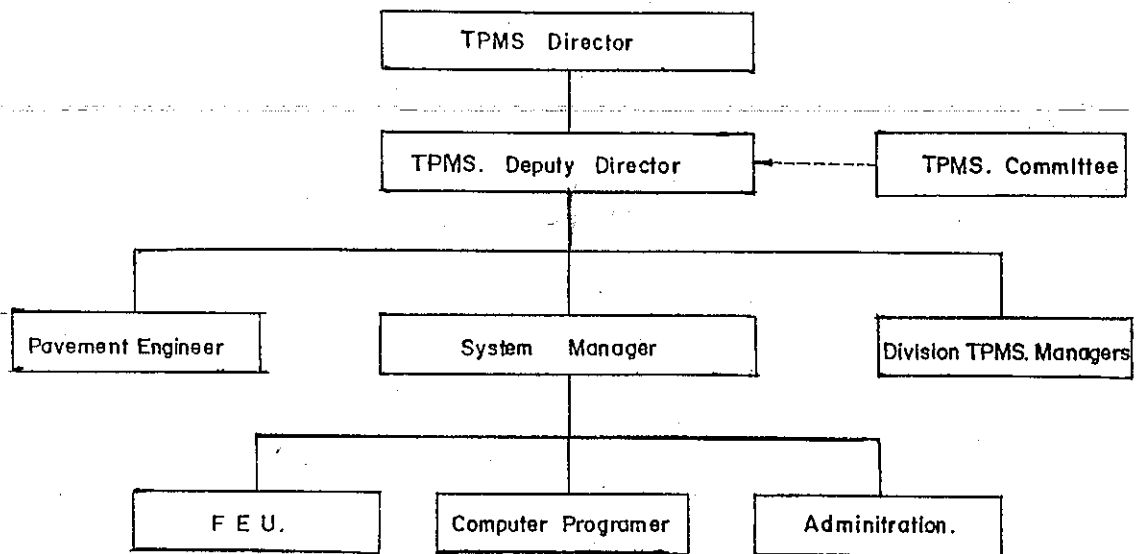 TPMS Director
TPMS. Deputy Director
TPMS. Committee
Pavement Engineer
System Manager
Division TPMS. Managers
F E U.
Computer Programer
Adminitration.